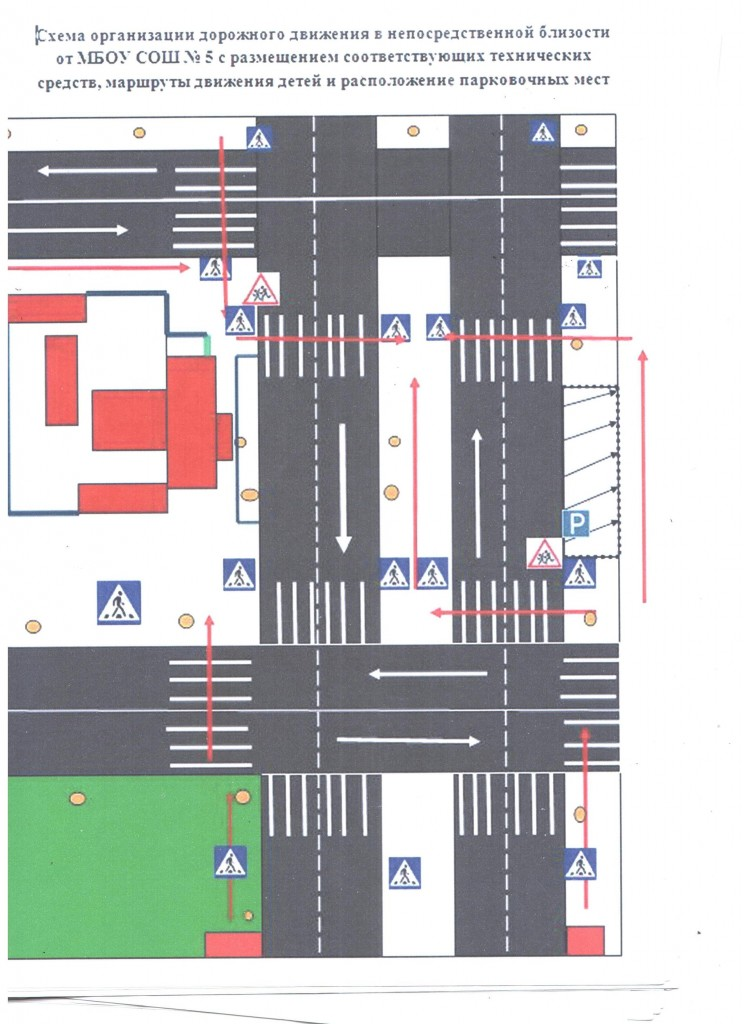 Схема организации дорожного движения в непосредственной близости
от МБОУ СОШ № 5 с размещением соответствующих технических
средств, маршруты движения детей и расположение парковочных мест
P